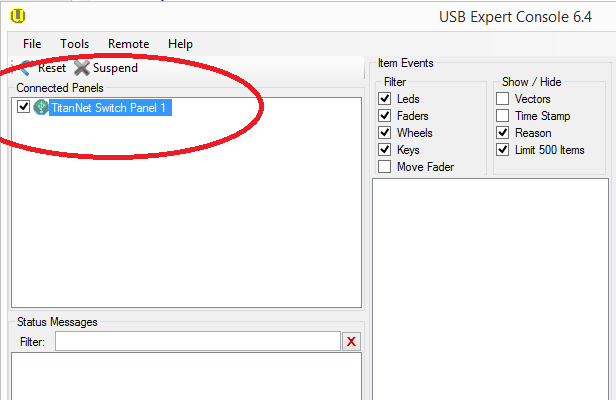 USB Expert Console 6.4
File Tools Remote Help
Reset Suspend
Connected Panels
TitanNet Switch Panel 1
Item Events
Filter
Leds
Faders
Wheels
Keys
Move Fader
Show / Hide
Vectors
Time Stamp
Reason
Limit 500 Items
Status Messages
Filter:
X